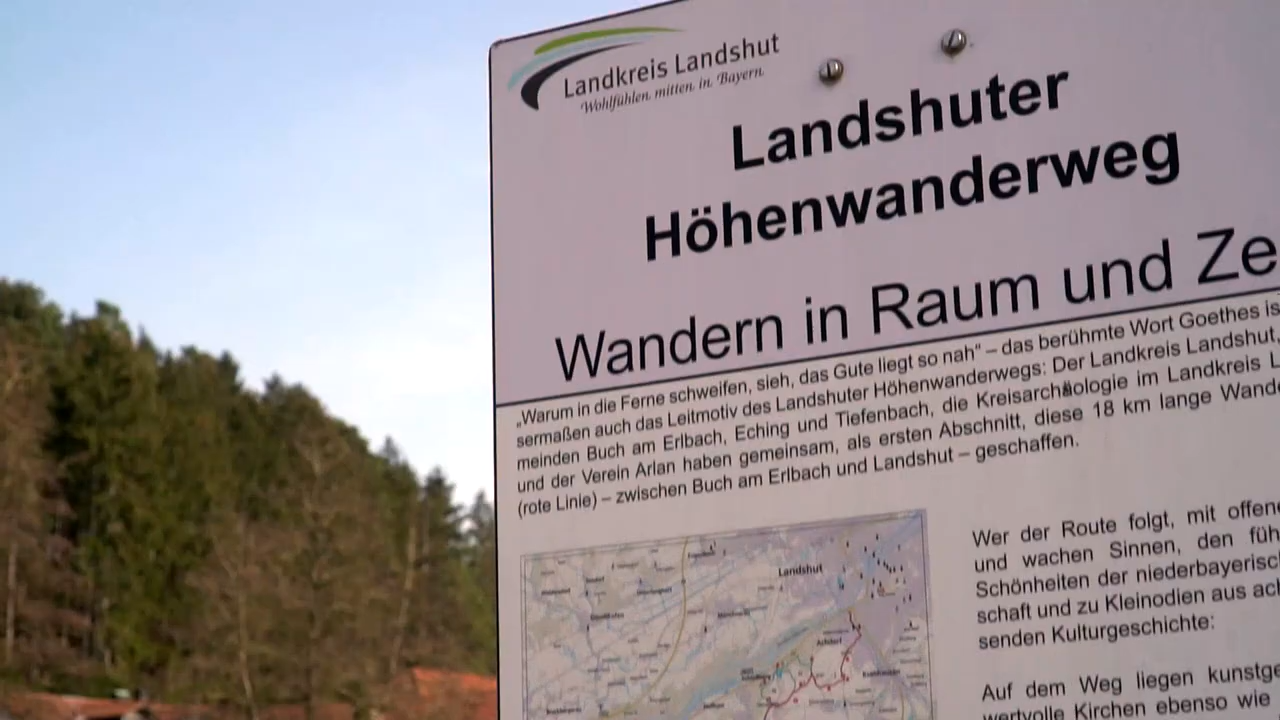 Landkreis Landshut
Wohlfühlen. mitten. in. Bayern.
Landshuter
Höhenwanderweg
Wandern in Raum und Ze
„Warum in die Ferne schweifen, sieh, das Gute liegt so nah“ – das berühmte Wort Goethes is
sermaßen auch das Leitmotiv des Landshuter Höhenwanderwegs: Der Landkreis Landshut,
meinden Buch am Erlbach, Eching und Tiefenbach, die Kreisarchäologie im Landkreis L
und der Verein Arlan haben gemeinsam, als ersten Abschnitt, diese 18 km lange Wand
(rote Linie) – zwischen Buch am Erlbach und Landshut – geschaffen.
Landshut
Achdorf
Wer der Route folgt, mit offen
und wachen Sinnen, den füh
Schönheiten der niederbayerisc
schaft und zu Kleinodien aus ac
senden Kulturgeschichte:
Auf dem Weg liegen kunstge
wertvolle Kirchen ebenso wie